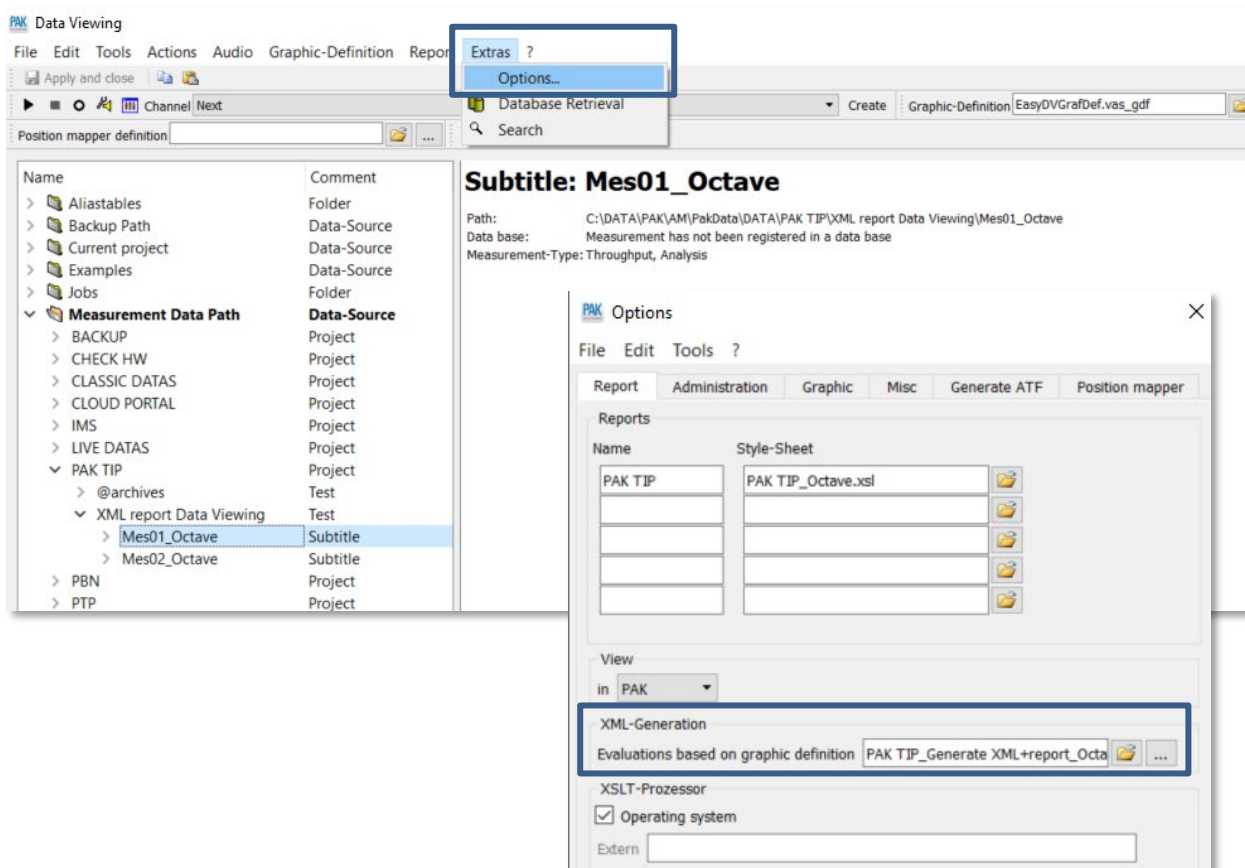 PAK Data Viewing
File Edit Tools Actions Audio Graphic-Definition Repor Extras ?
Apply and close
Options...
Channel Next Database Retrieval Create Graphic-Definition EasyDVGrafDef.vas_gdf
Position mapper definition ... Search
Name Comment
Aliastables Folder
Backup Path Data-Source
Current project Data-Source
Examples Data-Source
Jobs Folder
Measurement Data Path Data-Source
BACKUP Project
CHECK HW Project
CLASSIC DATAS Project
CLOUD PORTAL Project
IMS Project
LIVE DATAS Project
PAK TIP Project
@archives Test
XML report Data Viewing Test
Mes01_Octave Subtitle
Mes02_Octave Subtitle
PBN Project
PTP Project
Subtitle: Mes01_Octave
Path: C:\DATA\PAK\AM\PakData\DATA\PAK TIP\XML report Data Viewing\Mes01_Octave
Data base: Measurement has not been registered in a data base
Measurement-Type: Throughput, Analysis
PAK Options
File Edit Tools ?
Report Administration Graphic Misc Generate ATF Position mapper
Reports
Name Style-Sheet
PAK TIP PAK TIP_Octave.xsl
View
in PAK
XML-Generation
Evaluations based on graphic definition PAK TIP_Generate XML+report_Octa ...
XSLT-Prozessor
Operating system
Extern